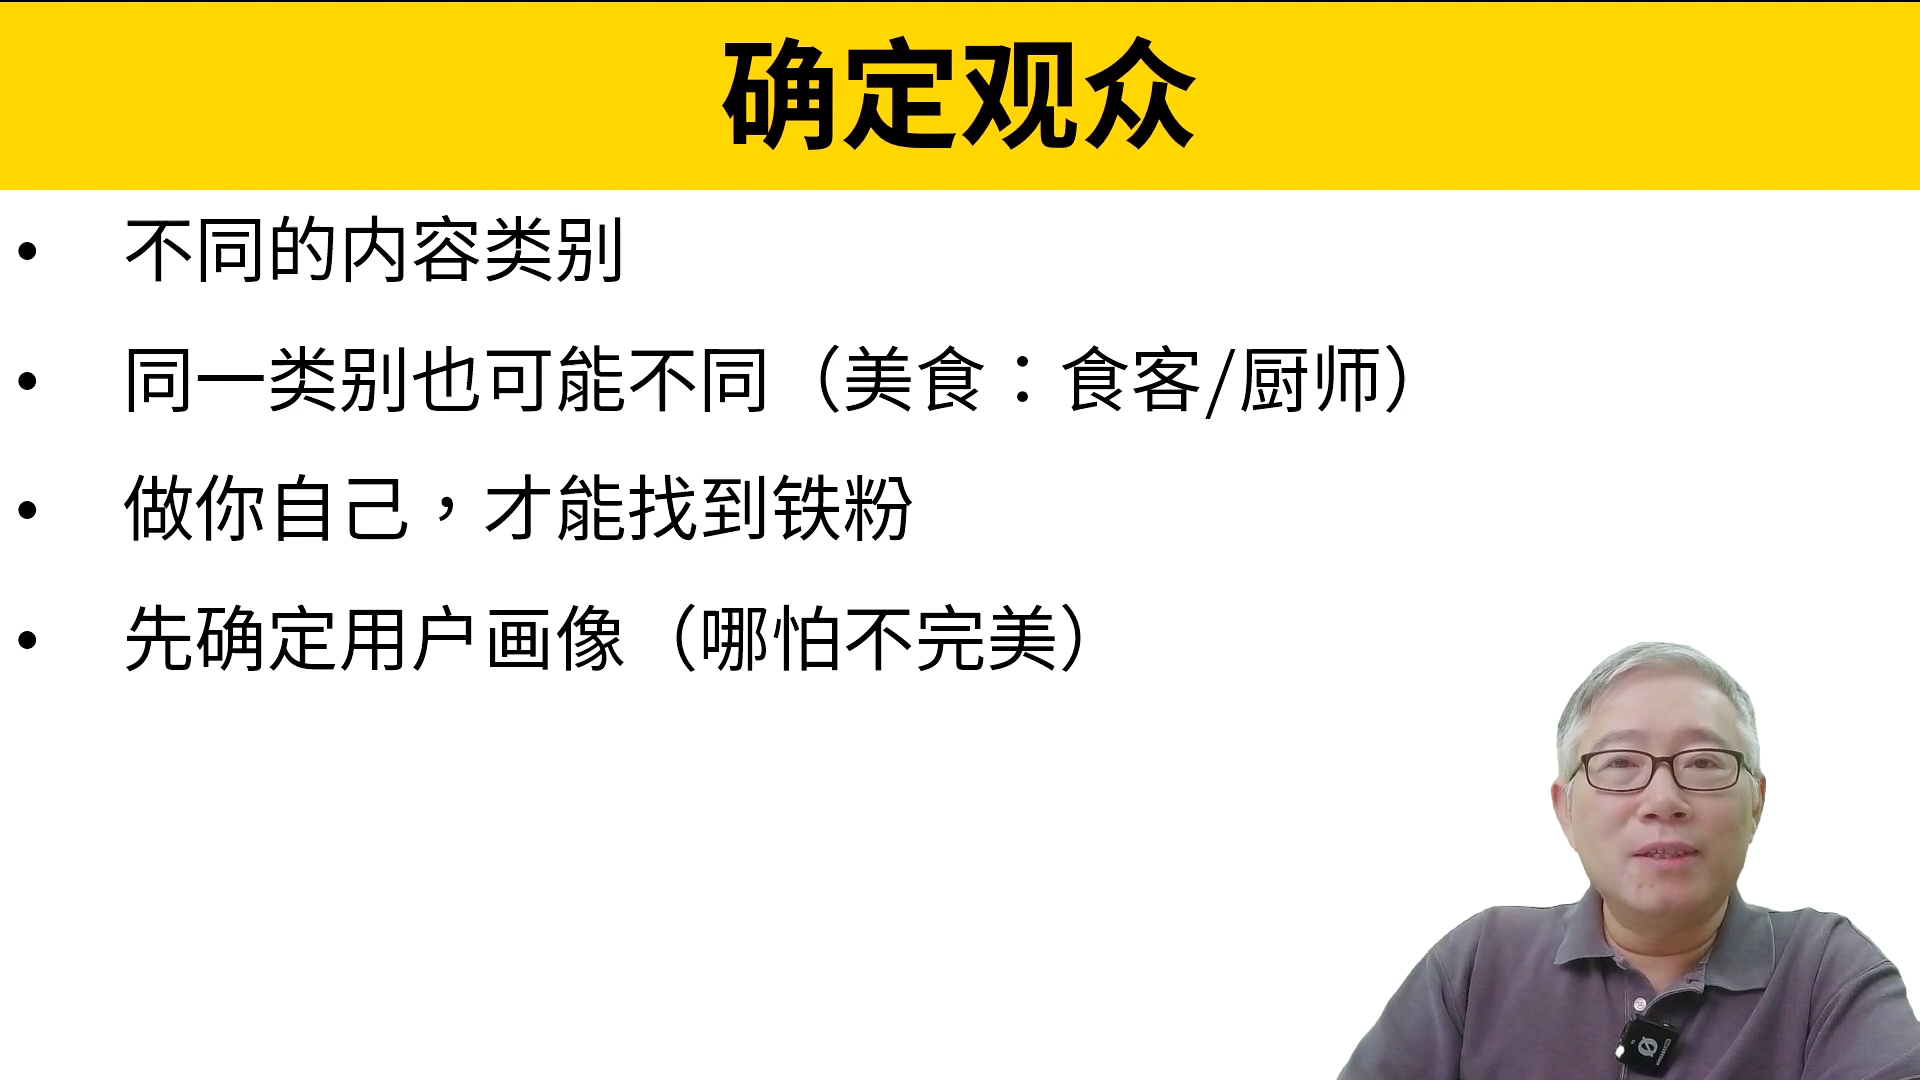 确定观众
• 不同的内容类别
• 同一类别也可能不同（美食：食客/厨师）
• 做你自己，才能找到铁粉
• 先确定用户画像（哪怕不完美）